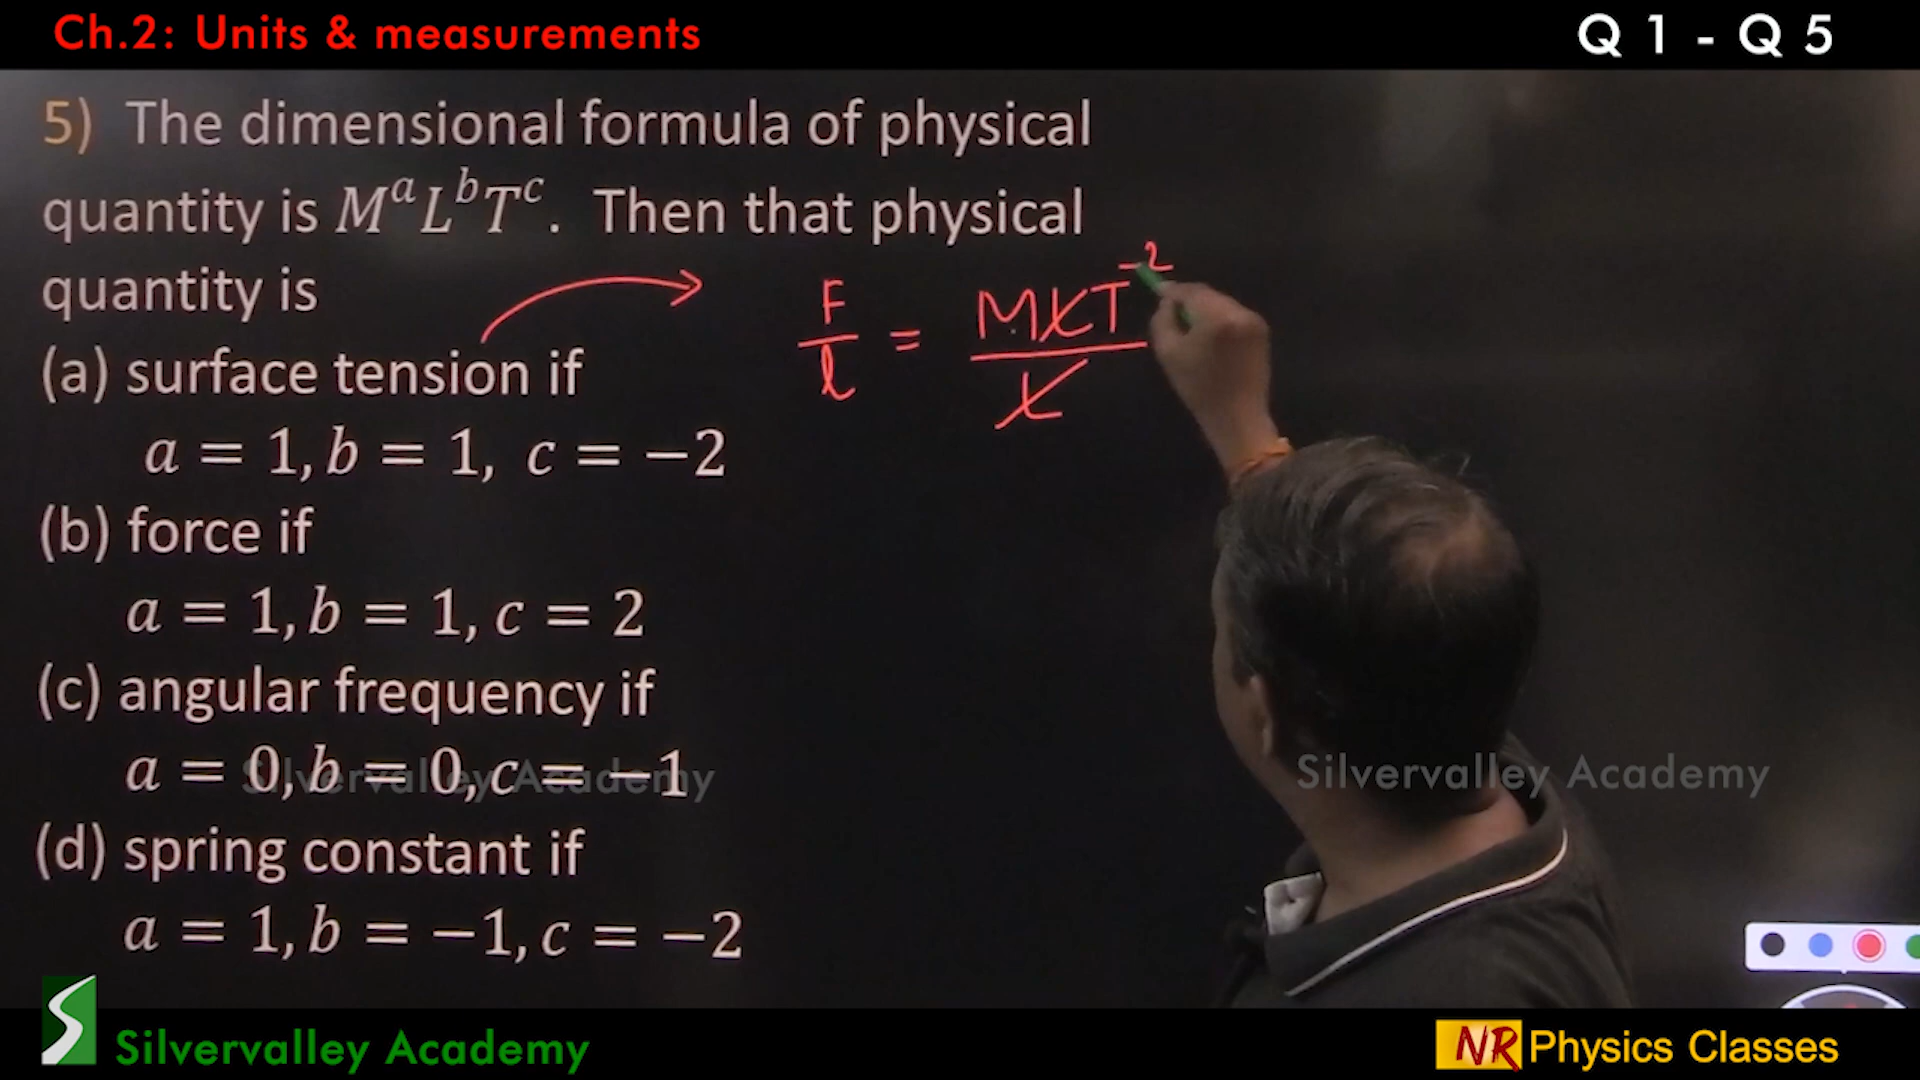 Ch.2: Units & measurements
Q 1 - Q 5
5) The dimensional formula of physical
quantity is MᵃLᵇTᶜ. Then that physical
quantity is
F/l = MLT⁻²/L
(a) surface tension if
a = 1, b = 1, c = −2
(b) force if
a = 1, b = 1, c = 2
(c) angular frequency if
a = 0, b = 0, c = −1
Silvervalley Academy
Silvervalley Academy
(d) spring constant if
a = 1, b = −1, c = −2
Silvervalley Academy
NR Physics Classes